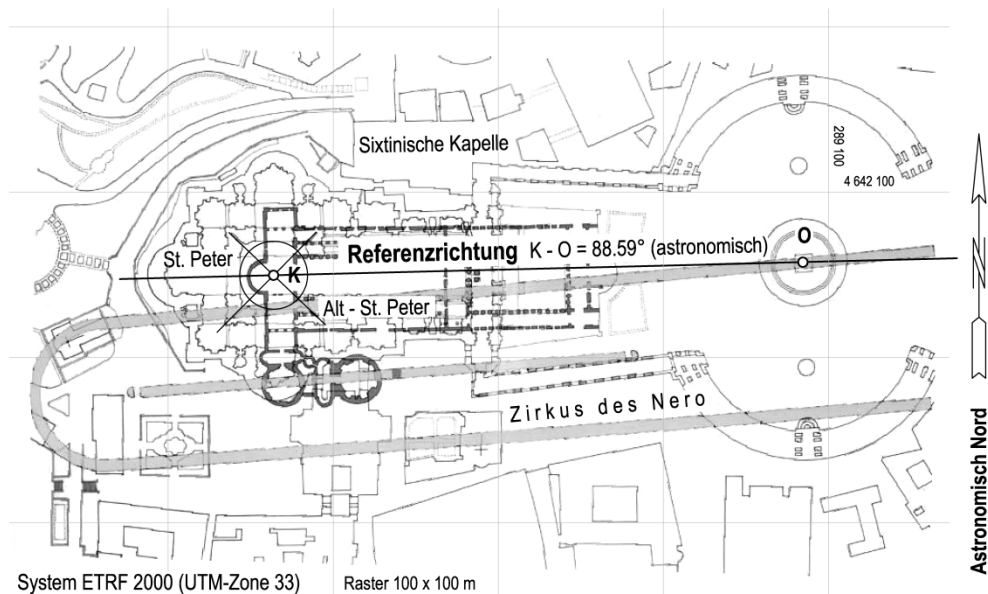 Sixtinische Kapelle
289 100
4 642 100
St. Peter
Referenzrichtung K - O = 88.59° (astronomisch)
O
K
Alt - St. Peter
Zirkus des Nero
N
Astronomisch Nord
System ETRF 2000 (UTM-Zone 33) Raster 100 x 100 m